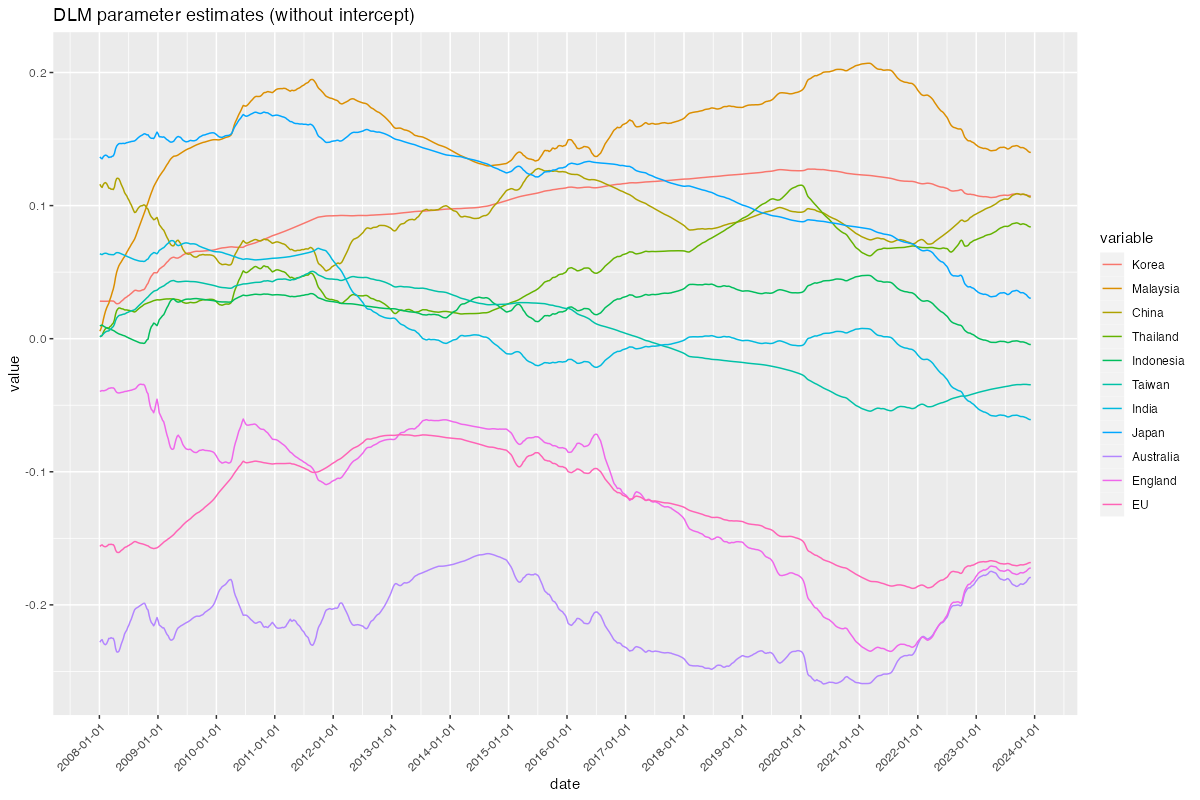 DLM parameter estimates (without intercept)
0.2
0.1
0.0
-0.1
-0.2
value
2008-01-01
2009-01-01
2010-01-01
2011-01-01
2012-01-01
2013-01-01
2014-01-01
2015-01-01
2016-01-01
2017-01-01
2018-01-01
2019-01-01
2020-01-01
2021-01-01
2022-01-01
2023-01-01
2024-01-01
date
variable
Korea
Malaysia
China
Thailand
Indonesia
Taiwan
India
Japan
Australia
England
EU